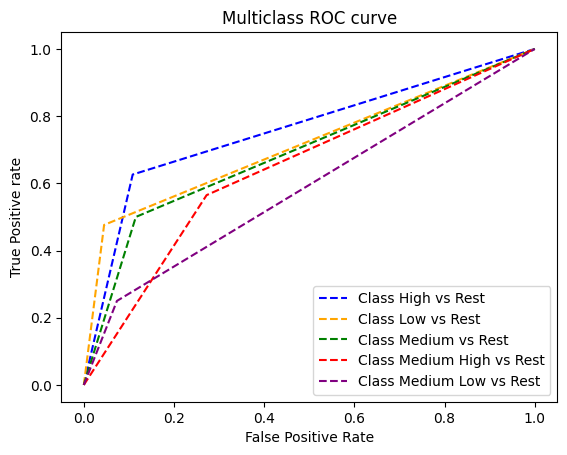 Multiclass ROC curve
True Positive rate
1.0
0.8
0.6
0.4
0.2
0.0
Class High vs Rest
Class Low vs Rest
Class Medium vs Rest
Class Medium High vs Rest
Class Medium Low vs Rest
0.0 0.2 0.4 0.6 0.8 1.0
False Positive Rate